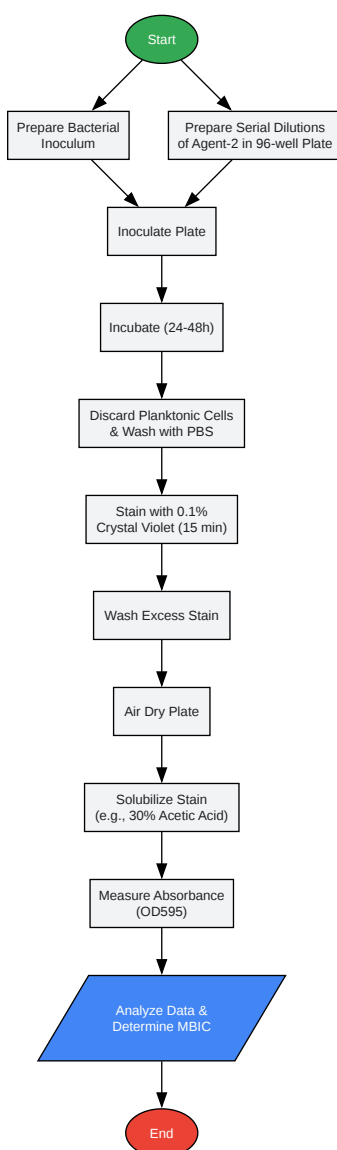 Start
Prepare Bacterial
Inoculum
Prepare Serial Dilutions
of Agent-2 in 96-well Plate
Inoculate Plate
Incubate (24-48h)
Discard Planktonic Cells
& Wash with PBS
Stain with 0.1%
Crystal Violet (15 min)
Wash Excess Stain
Air Dry Plate
Solubilize Stain
(e.g., 30% Acetic Acid)
Measure Absorbance
(OD595)
Analyze Data &
Determine MBIC
End